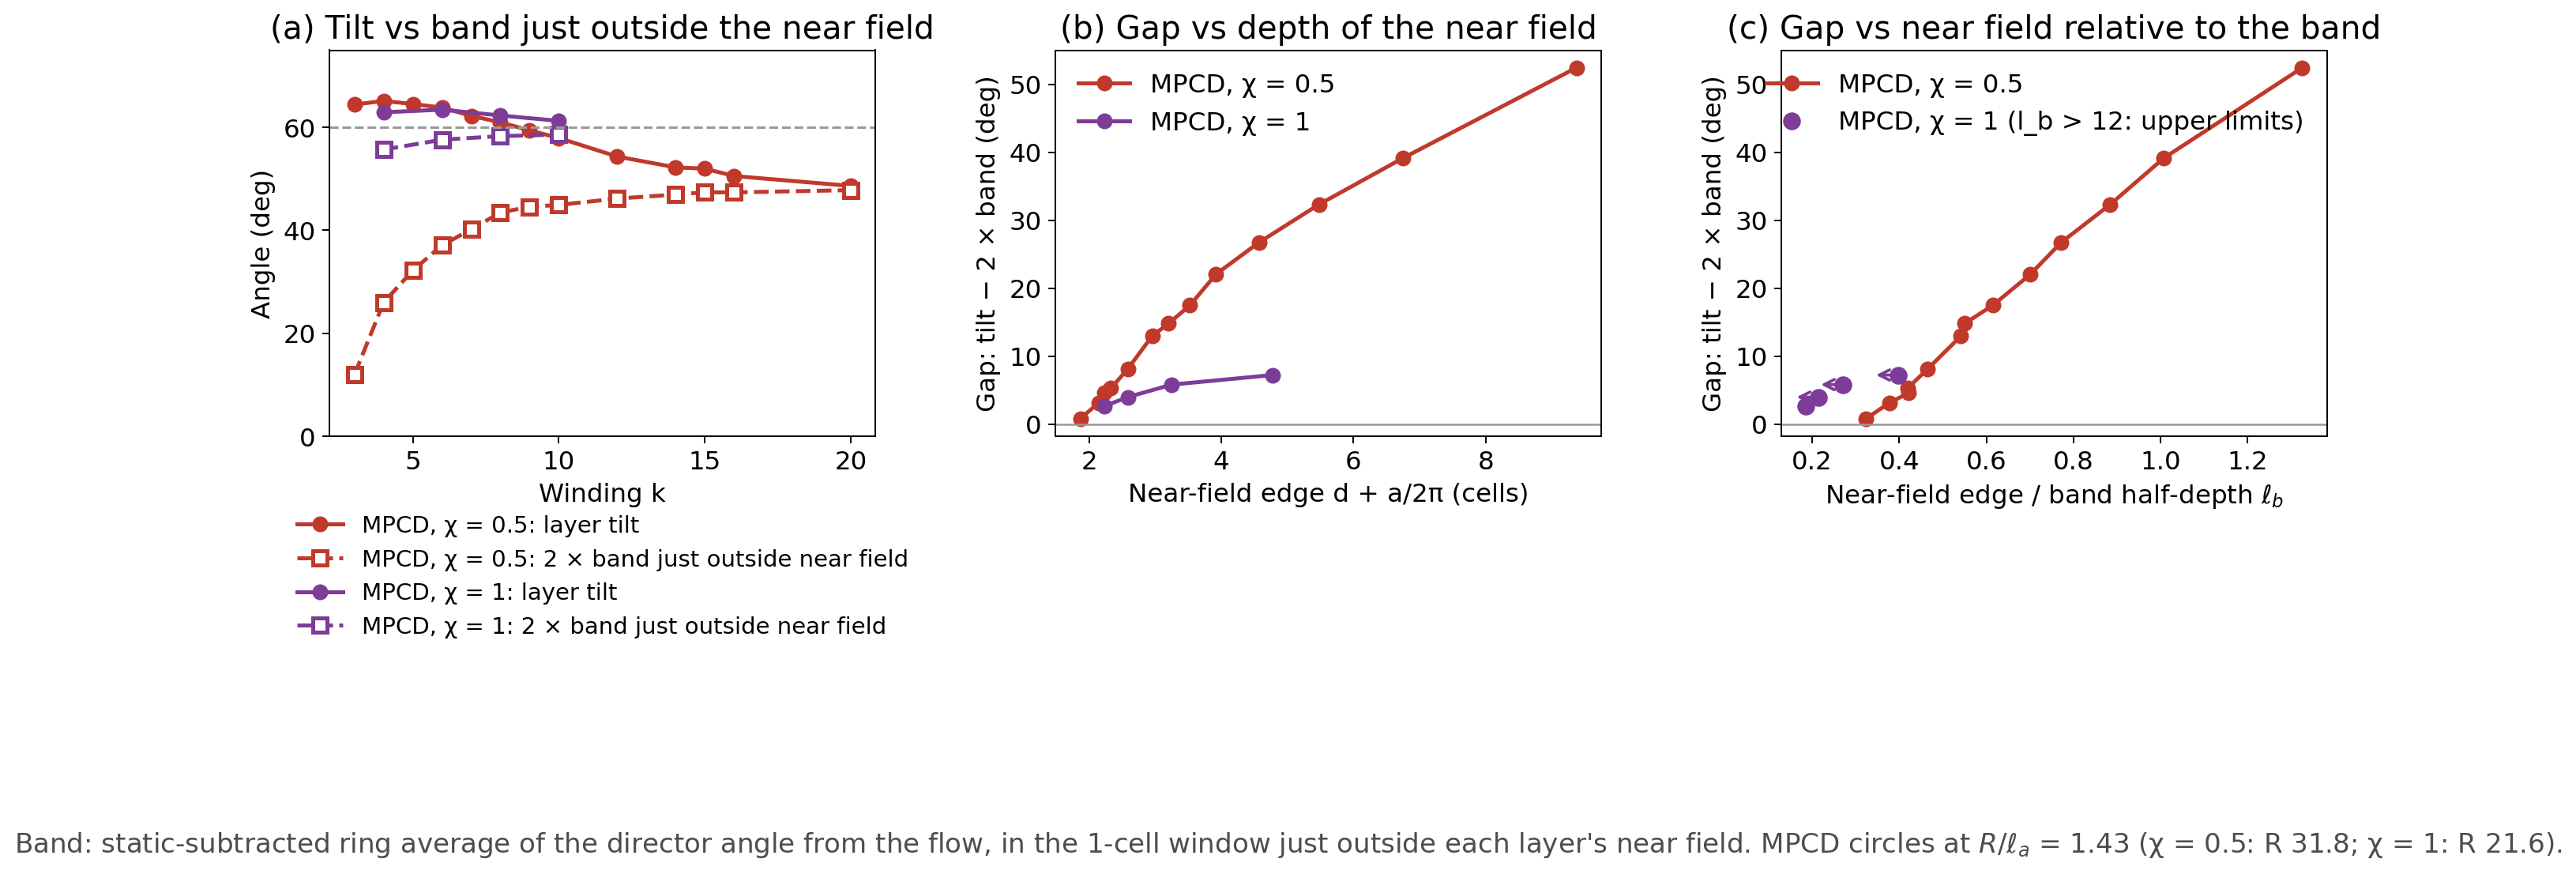 (a) Tilt vs band just outside the near field
Angle (deg)
60
40
20
0
5
10
15
20
Winding k
MPCD, χ = 0.5: layer tilt
MPCD, χ = 0.5: 2 × band just outside near field
MPCD, χ = 1: layer tilt
MPCD, χ = 1: 2 × band just outside near field
(b) Gap vs depth of the near field
Gap: tilt − 2 × band (deg)
50
40
30
20
10
0
MPCD, χ = 0.5
MPCD, χ = 1
2
4
6
8
Near-field edge d + a/2π (cells)
(c) Gap vs near field relative to the band
Gap: tilt − 2 × band (deg)
50
40
30
20
10
0
MPCD, χ = 0.5
MPCD, χ = 1 (l_b > 12: upper limits)
0.2
0.4
0.6
0.8
1.0
1.2
Near-field edge / band half-depth ℓ_b
Band: static-subtracted ring average of the director angle from the flow, in the 1-cell window just outside each layer's near field. MPCD circles at R/ℓ_a = 1.43 (χ = 0.5: R 31.8; χ = 1: R 21.6).